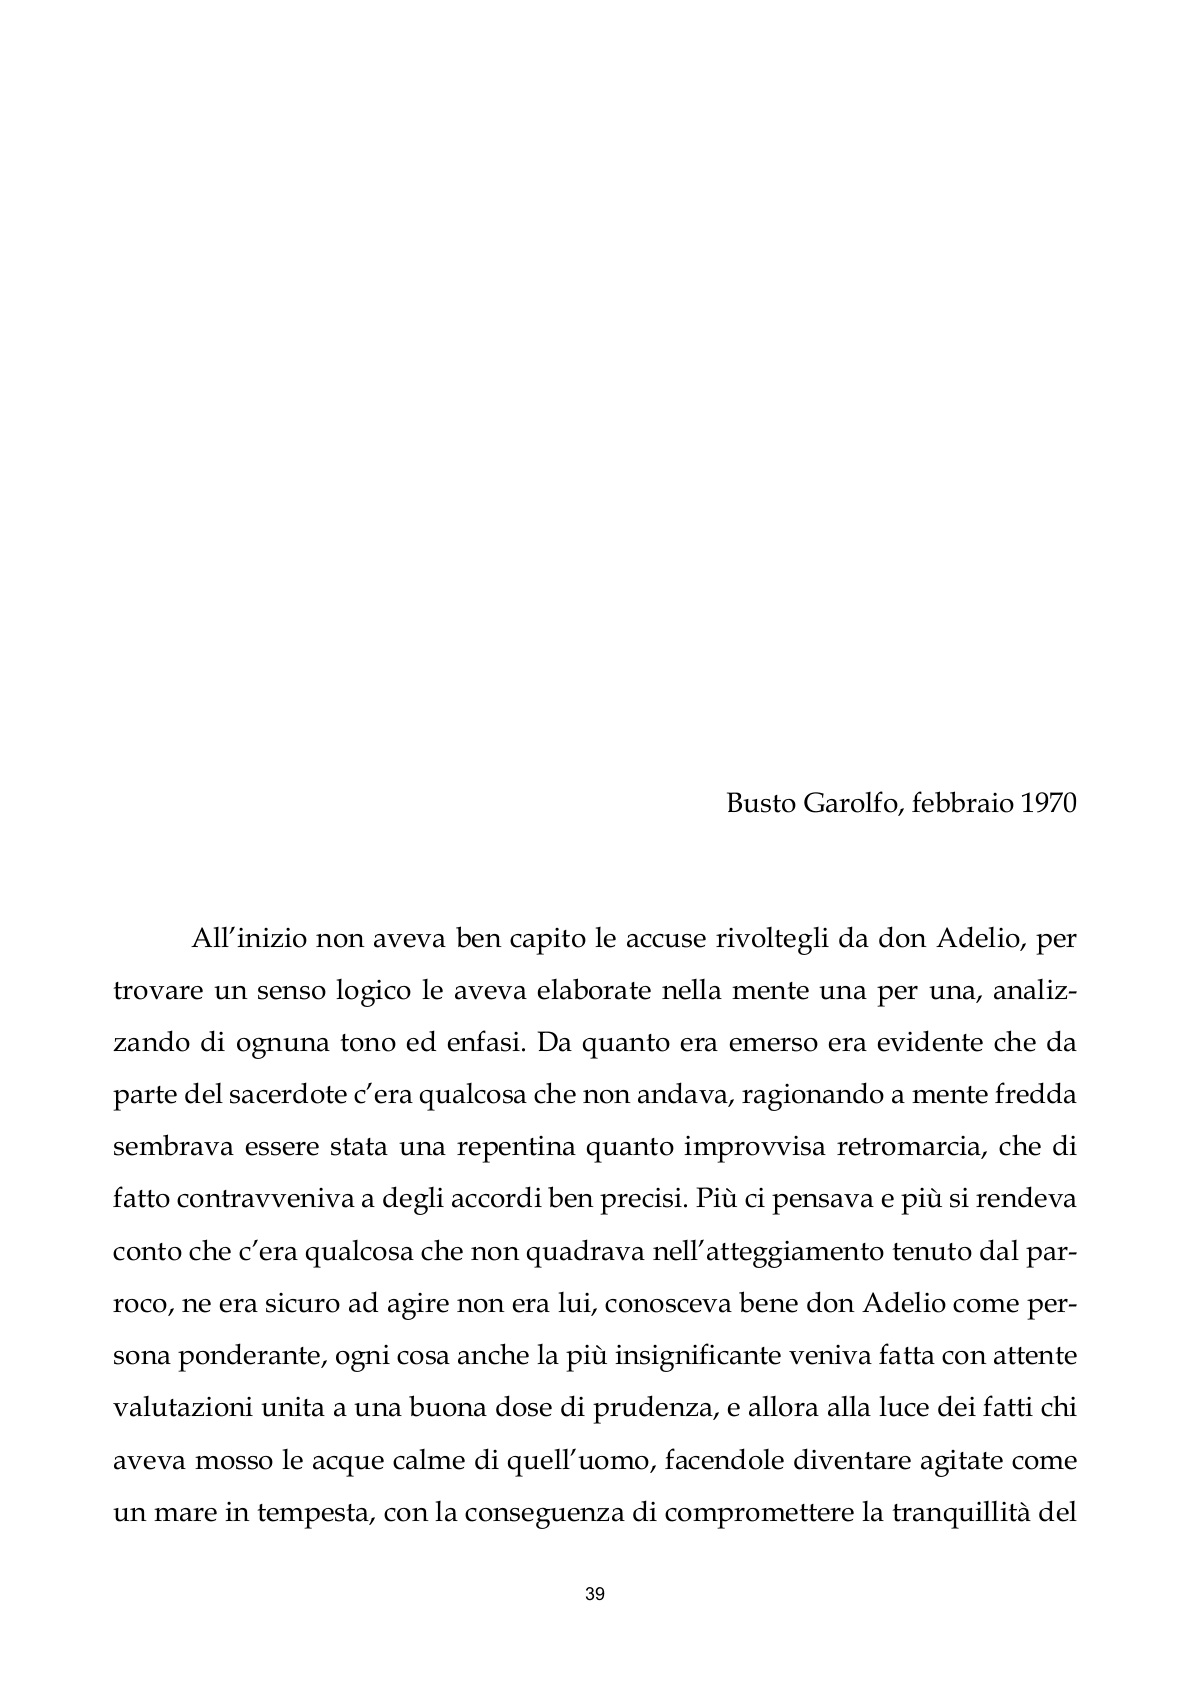 Busto Garolfo, febbraio 1970
All’inizio non aveva ben capito le accuse rivoltegli da don Adelio, per
trovare un senso logico le aveva elaborate nella mente una per una, analiz-
zando di ognuna tono ed enfasi. Da quanto era emerso era evidente che da
parte del sacerdote c’era qualcosa che non andava, ragionando a mente fredda
sembrava essere stata una repentina quanto improvvisa retromarcia, che di
fatto contravveniva a degli accordi ben precisi. Più ci pensava e più si rendeva
conto che c’era qualcosa che non quadrava nell’atteggiamento tenuto dal par-
roco, ne era sicuro ad agire non era lui, conosceva bene don Adelio come per-
sona ponderante, ogni cosa anche la più insignificante veniva fatta con attente
valutazioni unita a una buona dose di prudenza, e allora alla luce dei fatti chi
aveva mosso le acque calme di quell’uomo, facendole diventare agitate come
un mare in tempesta, con la conseguenza di compromettere la tranquillità del
39